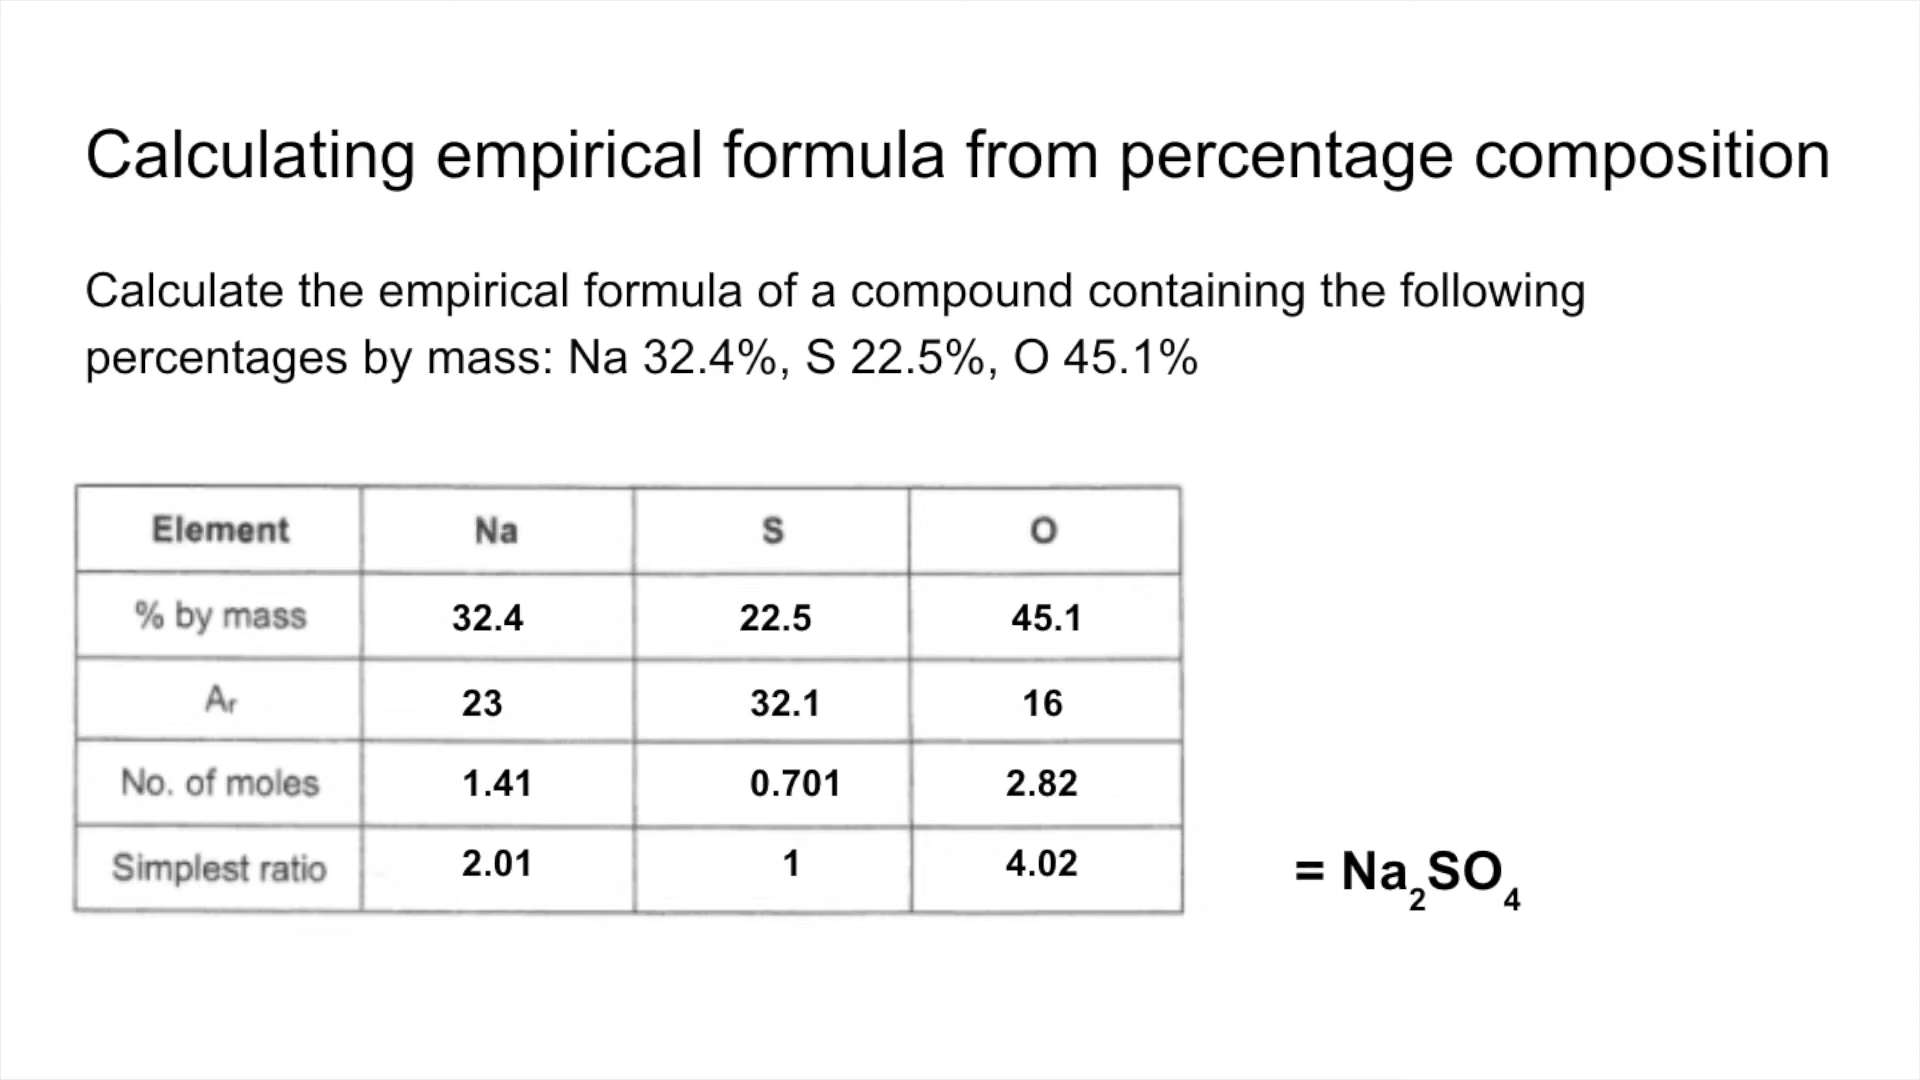 Calculating empirical formula from percentage composition
Calculate the empirical formula of a compound containing the following
percentages by mass: Na 32.4%, S 22.5%, O 45.1%
Element Na S O
% by mass 32.4 22.5 45.1
Ar 23 32.1 16
No. of moles 1.41 0.701 2.82
Simplest ratio 2.01 1 4.02
= Na₂SO₄